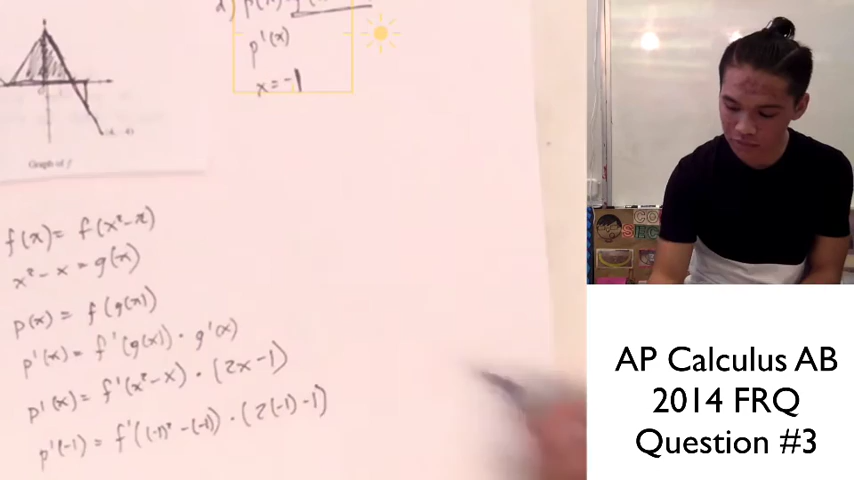 d) p(x)
p'(x)
x = -1
Graph of f
f(x) = f(x² - x)
x² - x = g(x)
p(x) = f(g(x))
p'(x) = f'(g(x)) · g'(x)
p'(x) = f'(x² - x) · (2x - 1)
p'(-1) = f'((-1)² - (-1)) · (2(-1) - 1)
AP Calculus AB
2014 FRQ
Question #3